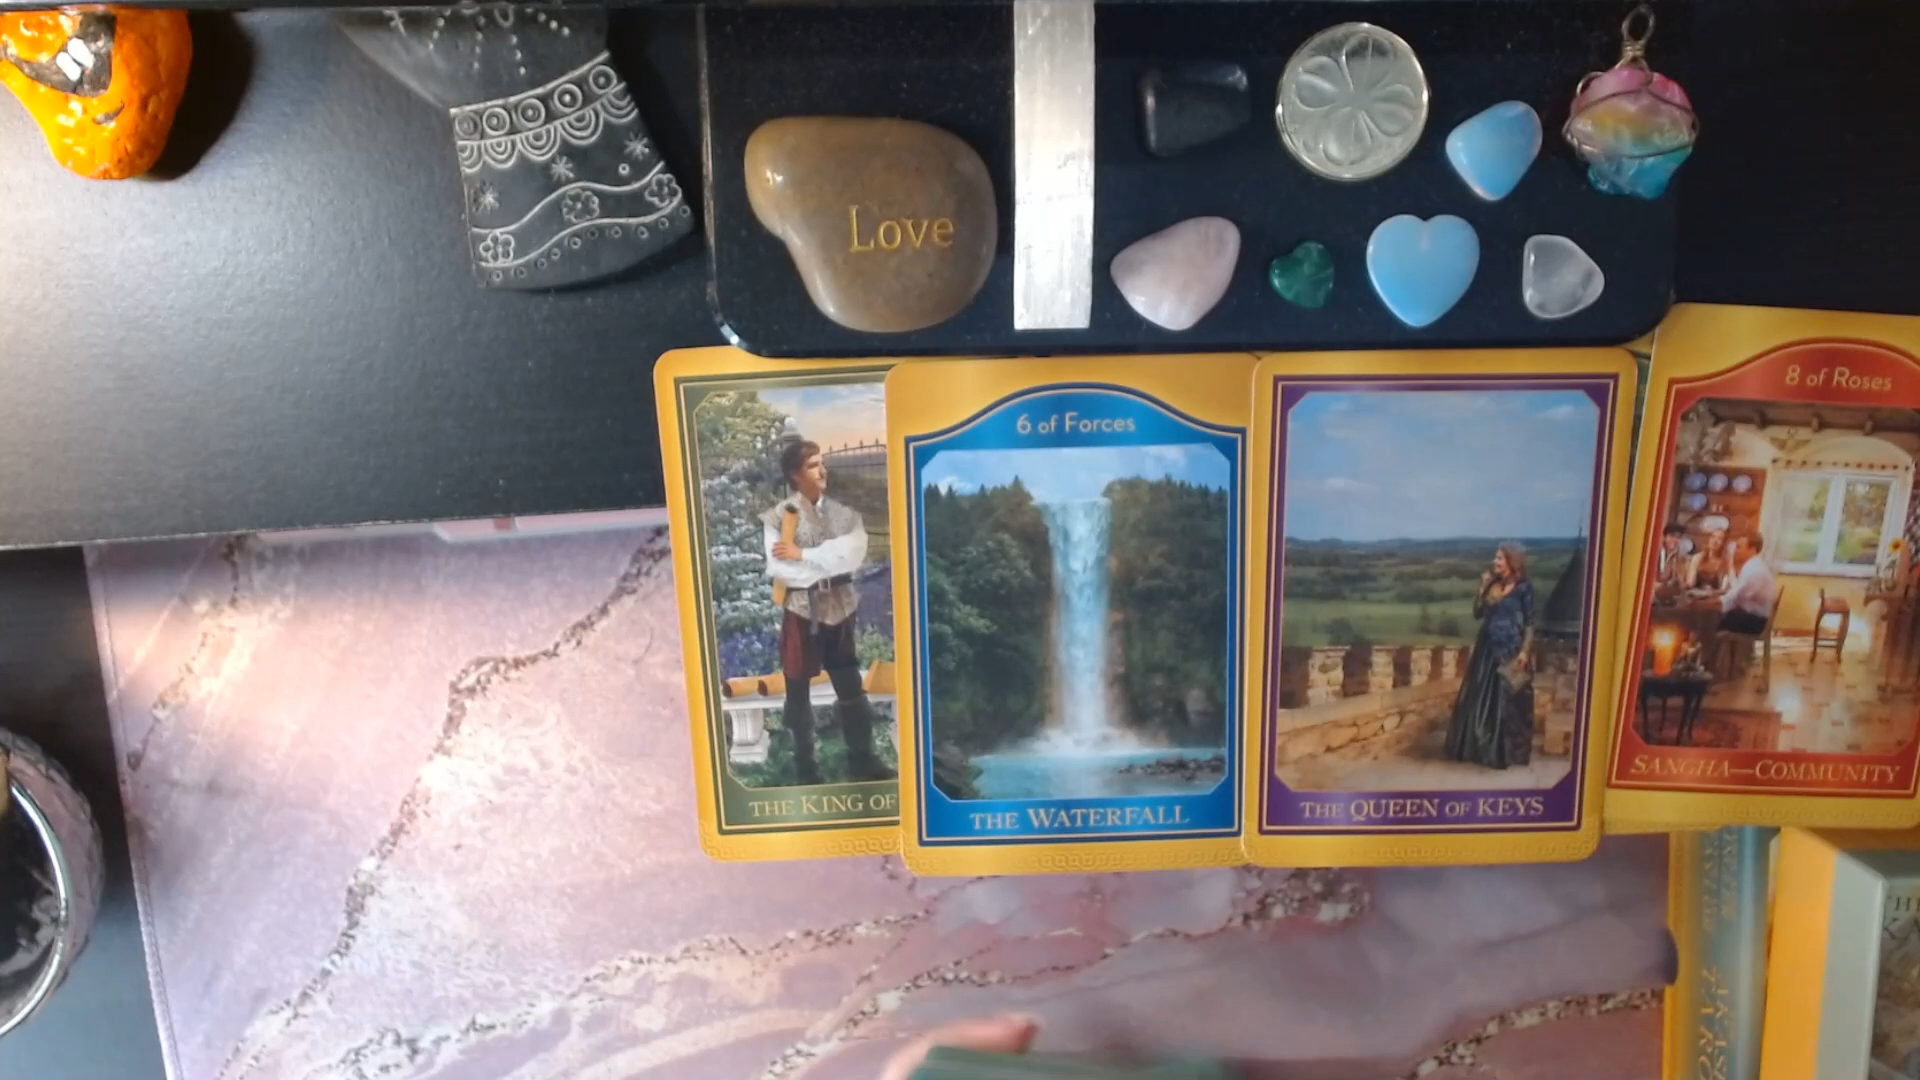 Love
THE KING OF
6 of Forces
THE WATERFALL
THE QUEEN OF KEYS
8 of Roses
SANGHA—COMMUNITY